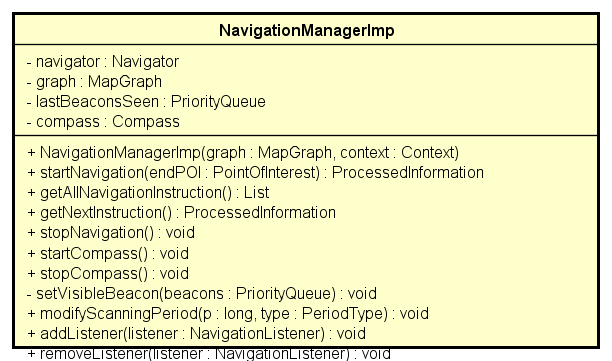 NavigationManagerImp
- navigator : Navigator
- graph : MapGraph
- lastBeaconsSeen : PriorityQueue
- compass : Compass
+ NavigationManagerImp(graph : MapGraph, context : Context)
+ startNavigation(endPOI : PointOfInterest) : ProcessedInformation
+ getAllNavigationInstruction() : List
+ getNextInstruction() : ProcessedInformation
+ stopNavigation() : void
+ startCompass() : void
+ stopCompass() : void
- setVisibleBeacon(beacons : PriorityQueue) : void
+ modifyScanningPeriod(p : long, type : PeriodType) : void
+ addListener(listener : NavigationListener) : void
+ removeListener(listener : NavigationListener) : void